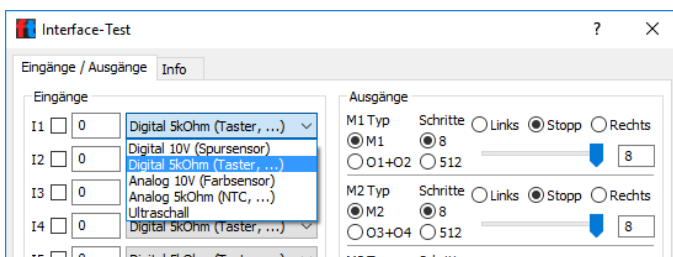 Interface-Test ? ×
Eingänge / Ausgänge Info
Eingänge
I1 0 Digital 5kOhm (Taster, ...)
Digital 10V (Spursensor)
I2 0 Digital 5kOhm (Taster, ...)
Analog 10V (Farbsensor)
I3 0 Analog 5kOhm (NTC, ...)
Ultraschall
I4 0 Digital 5kOhm (Taster, ...)
Ausgänge
M1 Typ Schritte Links Stopp Rechts
M1 8
O1+O2 512 8
M2 Typ Schritte Links Stopp Rechts
M2 8
O3+O4 512 8